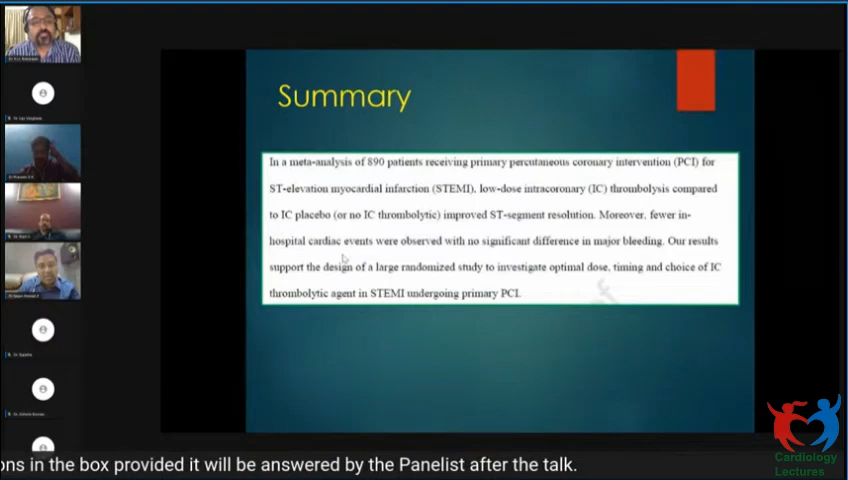 Summary
In a meta-analysis of 890 patients receiving primary percutaneous coronary intervention (PCI) for
ST-elevation myocardial infarction (STEMI), low-dose intracoronary (IC) thrombolysis compared
to IC placebo (or no IC thrombolytic) improved ST-segment resolution. Moreover, fewer in-
hospital cardiac events were observed with no significant difference in major bleeding. Our results
support the design of a large randomized study to investigate optimal dose, timing and choice of IC
thrombolytic agent in STEMI undergoing primary PCI.
ons in the box provided it will be answered by the Panelist after the talk.
Cardiology
Lectures